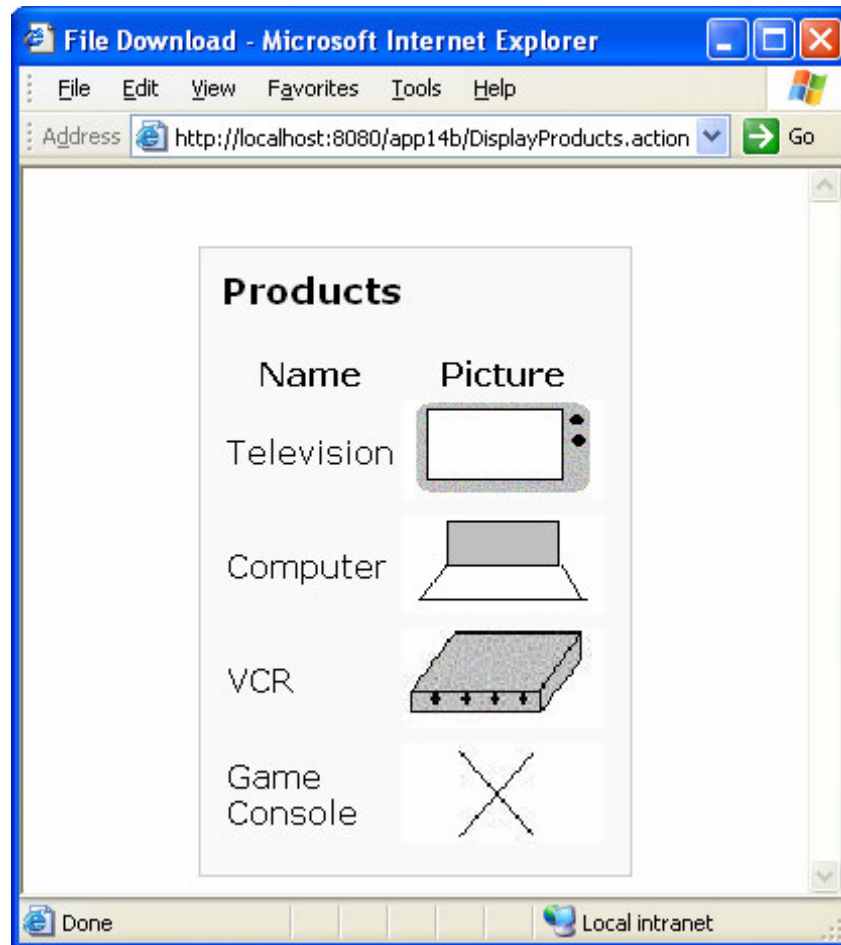 File Download - Microsoft Internet Explorer
File Edit View Favorites Tools Help
Address http://localhost:8080/app14b/DisplayProducts.action Go
Products
Name Picture
Television
Computer
VCR
Game
Console
Done Local intranet